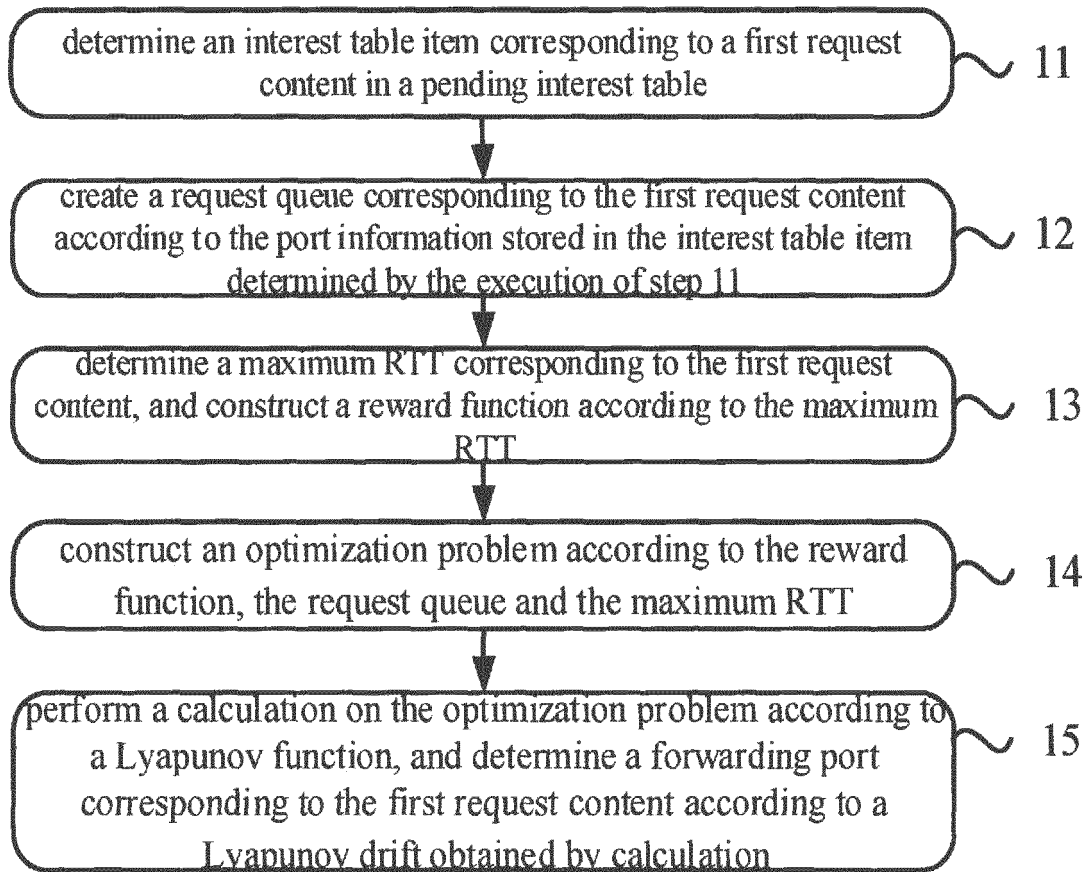 determine an interest table item corresponding to a first request
content in a pending interest table
11
create a request queue corresponding to the first request content
according to the port information stored in the interest table item
determined by the execution of step 11
12
determine a maximum RTT corresponding to the first request
content, and construct a reward function according to the maximum
RTT
13
construct an optimization problem according to the reward
function, the request queue and the maximum RTT
14
perform a calculation on the optimization problem according to
a Lyapunov function, and determine a forwarding port
corresponding to the first request content according to a
Lyapunov drift obtained by calculation
15